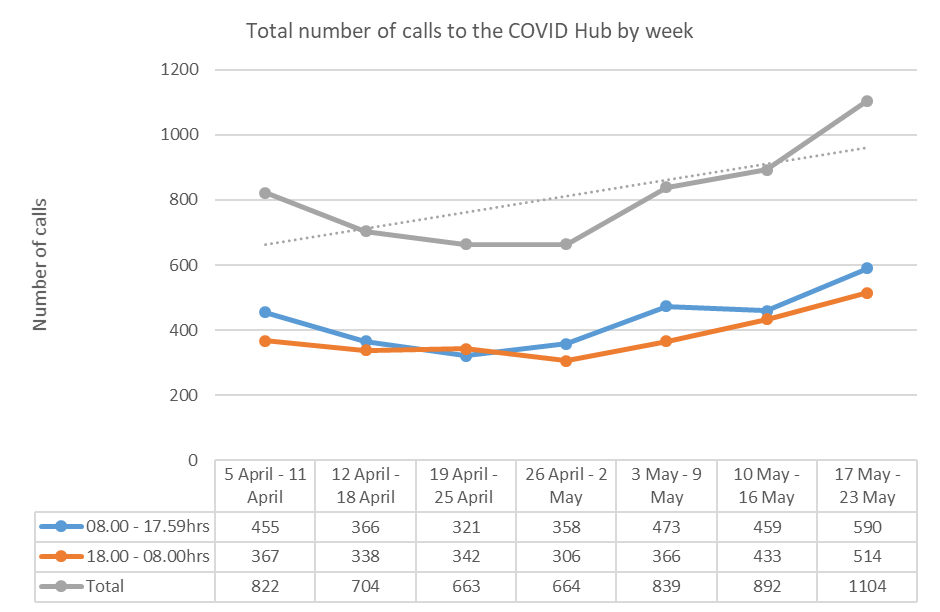 Total number of calls to the COVID Hub by week
1200
1000
800
600
400
200
0
Number of calls
5 April - 11 April 12 April - 18 April 19 April - 25 April 26 April - 2 May 3 May - 9 May 10 May - 16 May 17 May - 23 May
08.00 - 17.59hrs 455 366 321 358 473 459 590
18.00 - 08.00hrs 367 338 342 306 366 433 514
Total 822 704 663 664 839 892 1104